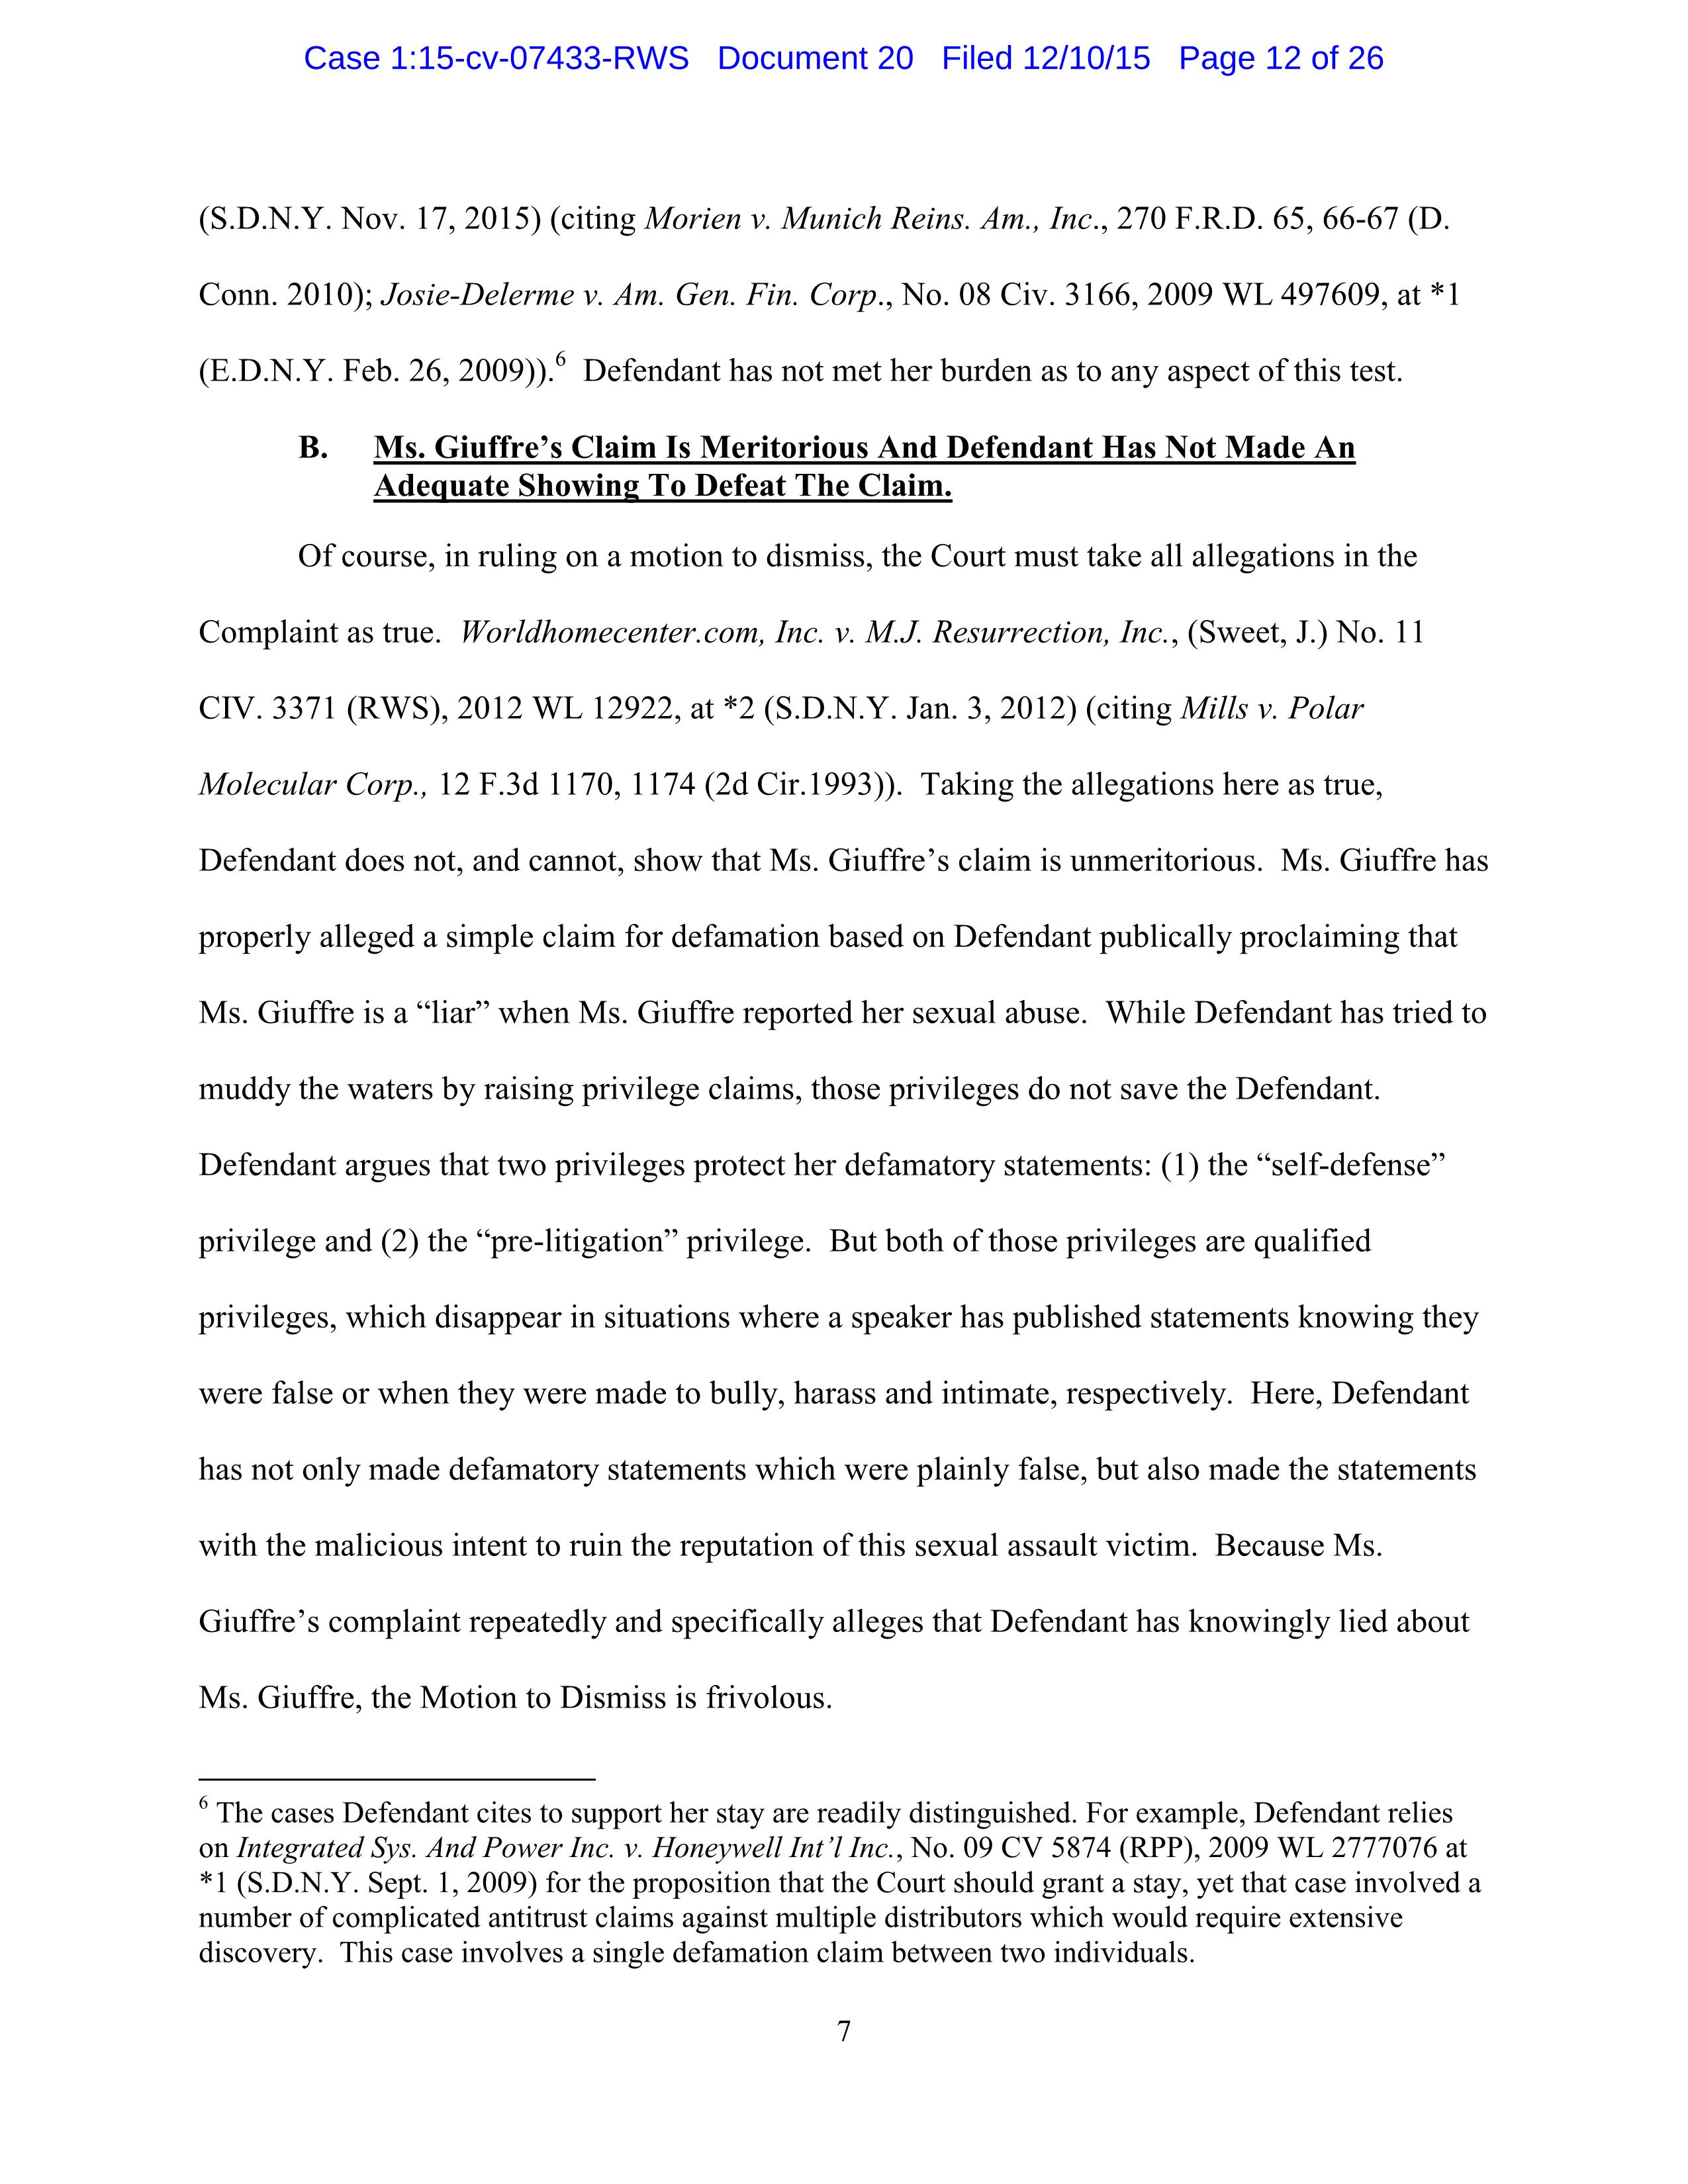 Case 1:15-cv-07433-RWS Document 20 Filed 12/10/15 Page 12 of 26
(S.D.N.Y. Nov. 17, 2015) (citing Morien v. Munich Reins. Am., Inc., 270 F.R.D. 65, 66-67 (D.
Conn. 2010); Josie-Delerme v. Am. Gen. Fin. Corp., No. 08 Civ. 3166, 2009 WL 497609, at *1
(E.D.N.Y. Feb. 26, 2009)).6 Defendant has not met her burden as to any aspect of this test.
B. Ms. Giuffre’s Claim Is Meritorious And Defendant Has Not Made An
Adequate Showing To Defeat The Claim.
Of course, in ruling on a motion to dismiss, the Court must take all allegations in the
Complaint as true. Worldhomecenter.com, Inc. v. M.J. Resurrection, Inc., (Sweet, J.) No. 11
CIV. 3371 (RWS), 2012 WL 12922, at *2 (S.D.N.Y. Jan. 3, 2012) (citing Mills v. Polar
Molecular Corp., 12 F.3d 1170, 1174 (2d Cir.1993)). Taking the allegations here as true,
Defendant does not, and cannot, show that Ms. Giuffre’s claim is unmeritorious. Ms. Giuffre has
properly alleged a simple claim for defamation based on Defendant publically proclaiming that
Ms. Giuffre is a “liar” when Ms. Giuffre reported her sexual abuse. While Defendant has tried to
muddy the waters by raising privilege claims, those privileges do not save the Defendant.
Defendant argues that two privileges protect her defamatory statements: (1) the “self-defense”
privilege and (2) the “pre-litigation” privilege. But both of those privileges are qualified
privileges, which disappear in situations where a speaker has published statements knowing they
were false or when they were made to bully, harass and intimate, respectively. Here, Defendant
has not only made defamatory statements which were plainly false, but also made the statements
with the malicious intent to ruin the reputation of this sexual assault victim. Because Ms.
Giuffre’s complaint repeatedly and specifically alleges that Defendant has knowingly lied about
Ms. Giuffre, the Motion to Dismiss is frivolous.
6 The cases Defendant cites to support her stay are readily distinguished. For example, Defendant relies
on Integrated Sys. And Power Inc. v. Honeywell Int’l Inc., No. 09 CV 5874 (RPP), 2009 WL 2777076 at
*1 (S.D.N.Y. Sept. 1, 2009) for the proposition that the Court should grant a stay, yet that case involved a
number of complicated antitrust claims against multiple distributors which would require extensive
discovery. This case involves a single defamation claim between two individuals.
7